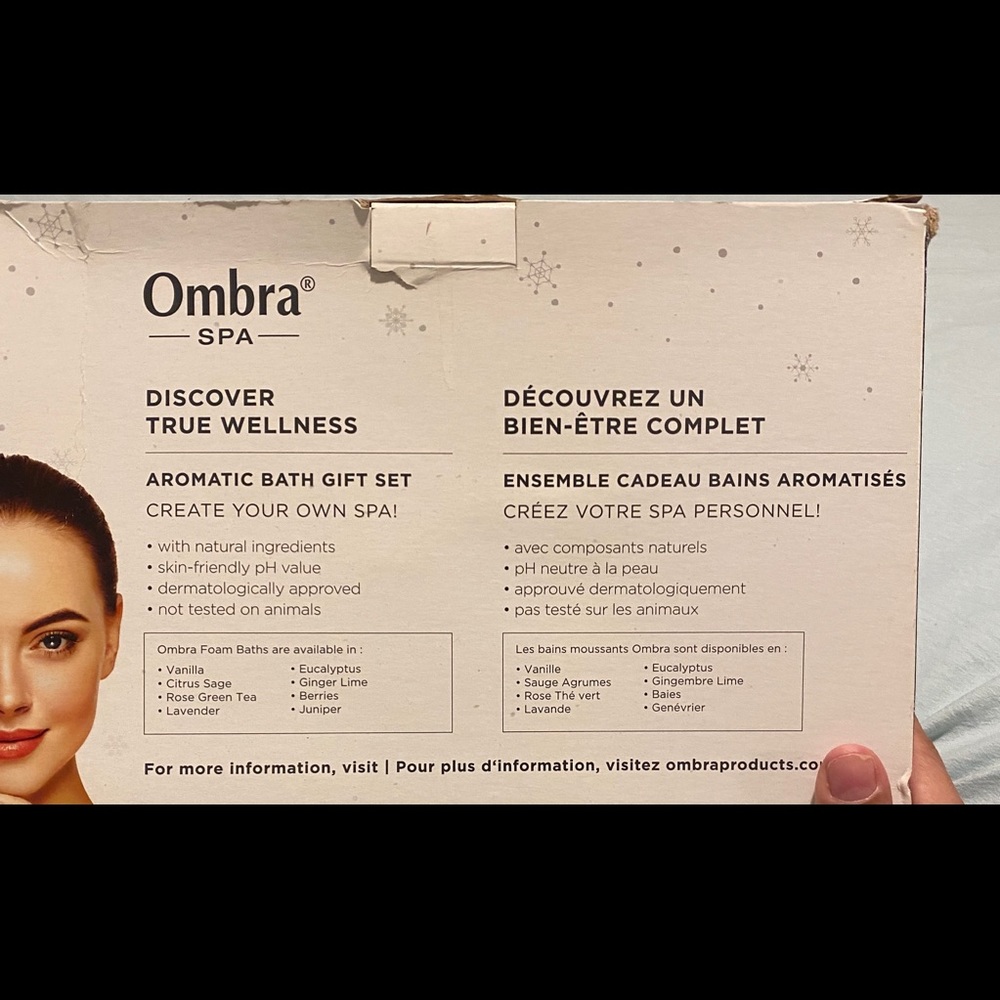 Ombra®
SPA
DISCOVER
TRUE WELLNESS
AROMATIC BATH GIFT SET
CREATE YOUR OWN SPA!
• with natural ingredients
• skin-friendly pH value
• dermatologically approved
• not tested on animals
Ombra Foam Baths are available in :
• Vanilla
• Citrus Sage
• Rose Green Tea
• Lavender
• Eucalyptus
• Ginger Lime
• Berries
• Juniper
DÉCOUVREZ UN
BIEN-ÊTRE COMPLET
ENSEMBLE CADEAU BAINS AROMATISÉS
CRÉEZ VOTRE SPA PERSONNEL!
• avec composants naturels
• pH neutre à la peau
• approuvé dermatologiquement
• pas testé sur les animaux
Les bains moussants Ombra sont disponibles en :
• Vanille
• Sauge Agrumes
• Rose Thé vert
• Lavande
• Eucalyptus
• Gingembre Lime
• Baies
• Genévrier
For more information, visit | Pour plus d‘information, visitez